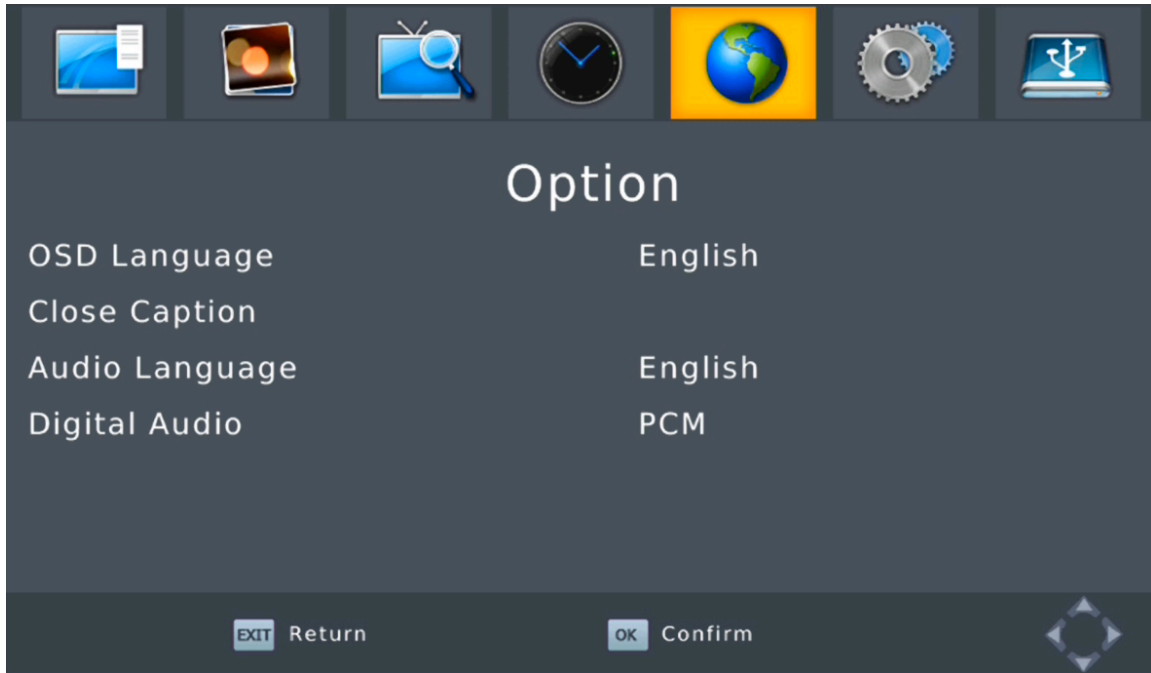 Option
OSD Language English
Close Caption
Audio Language English
Digital Audio PCM
EXIT Return OK Confirm